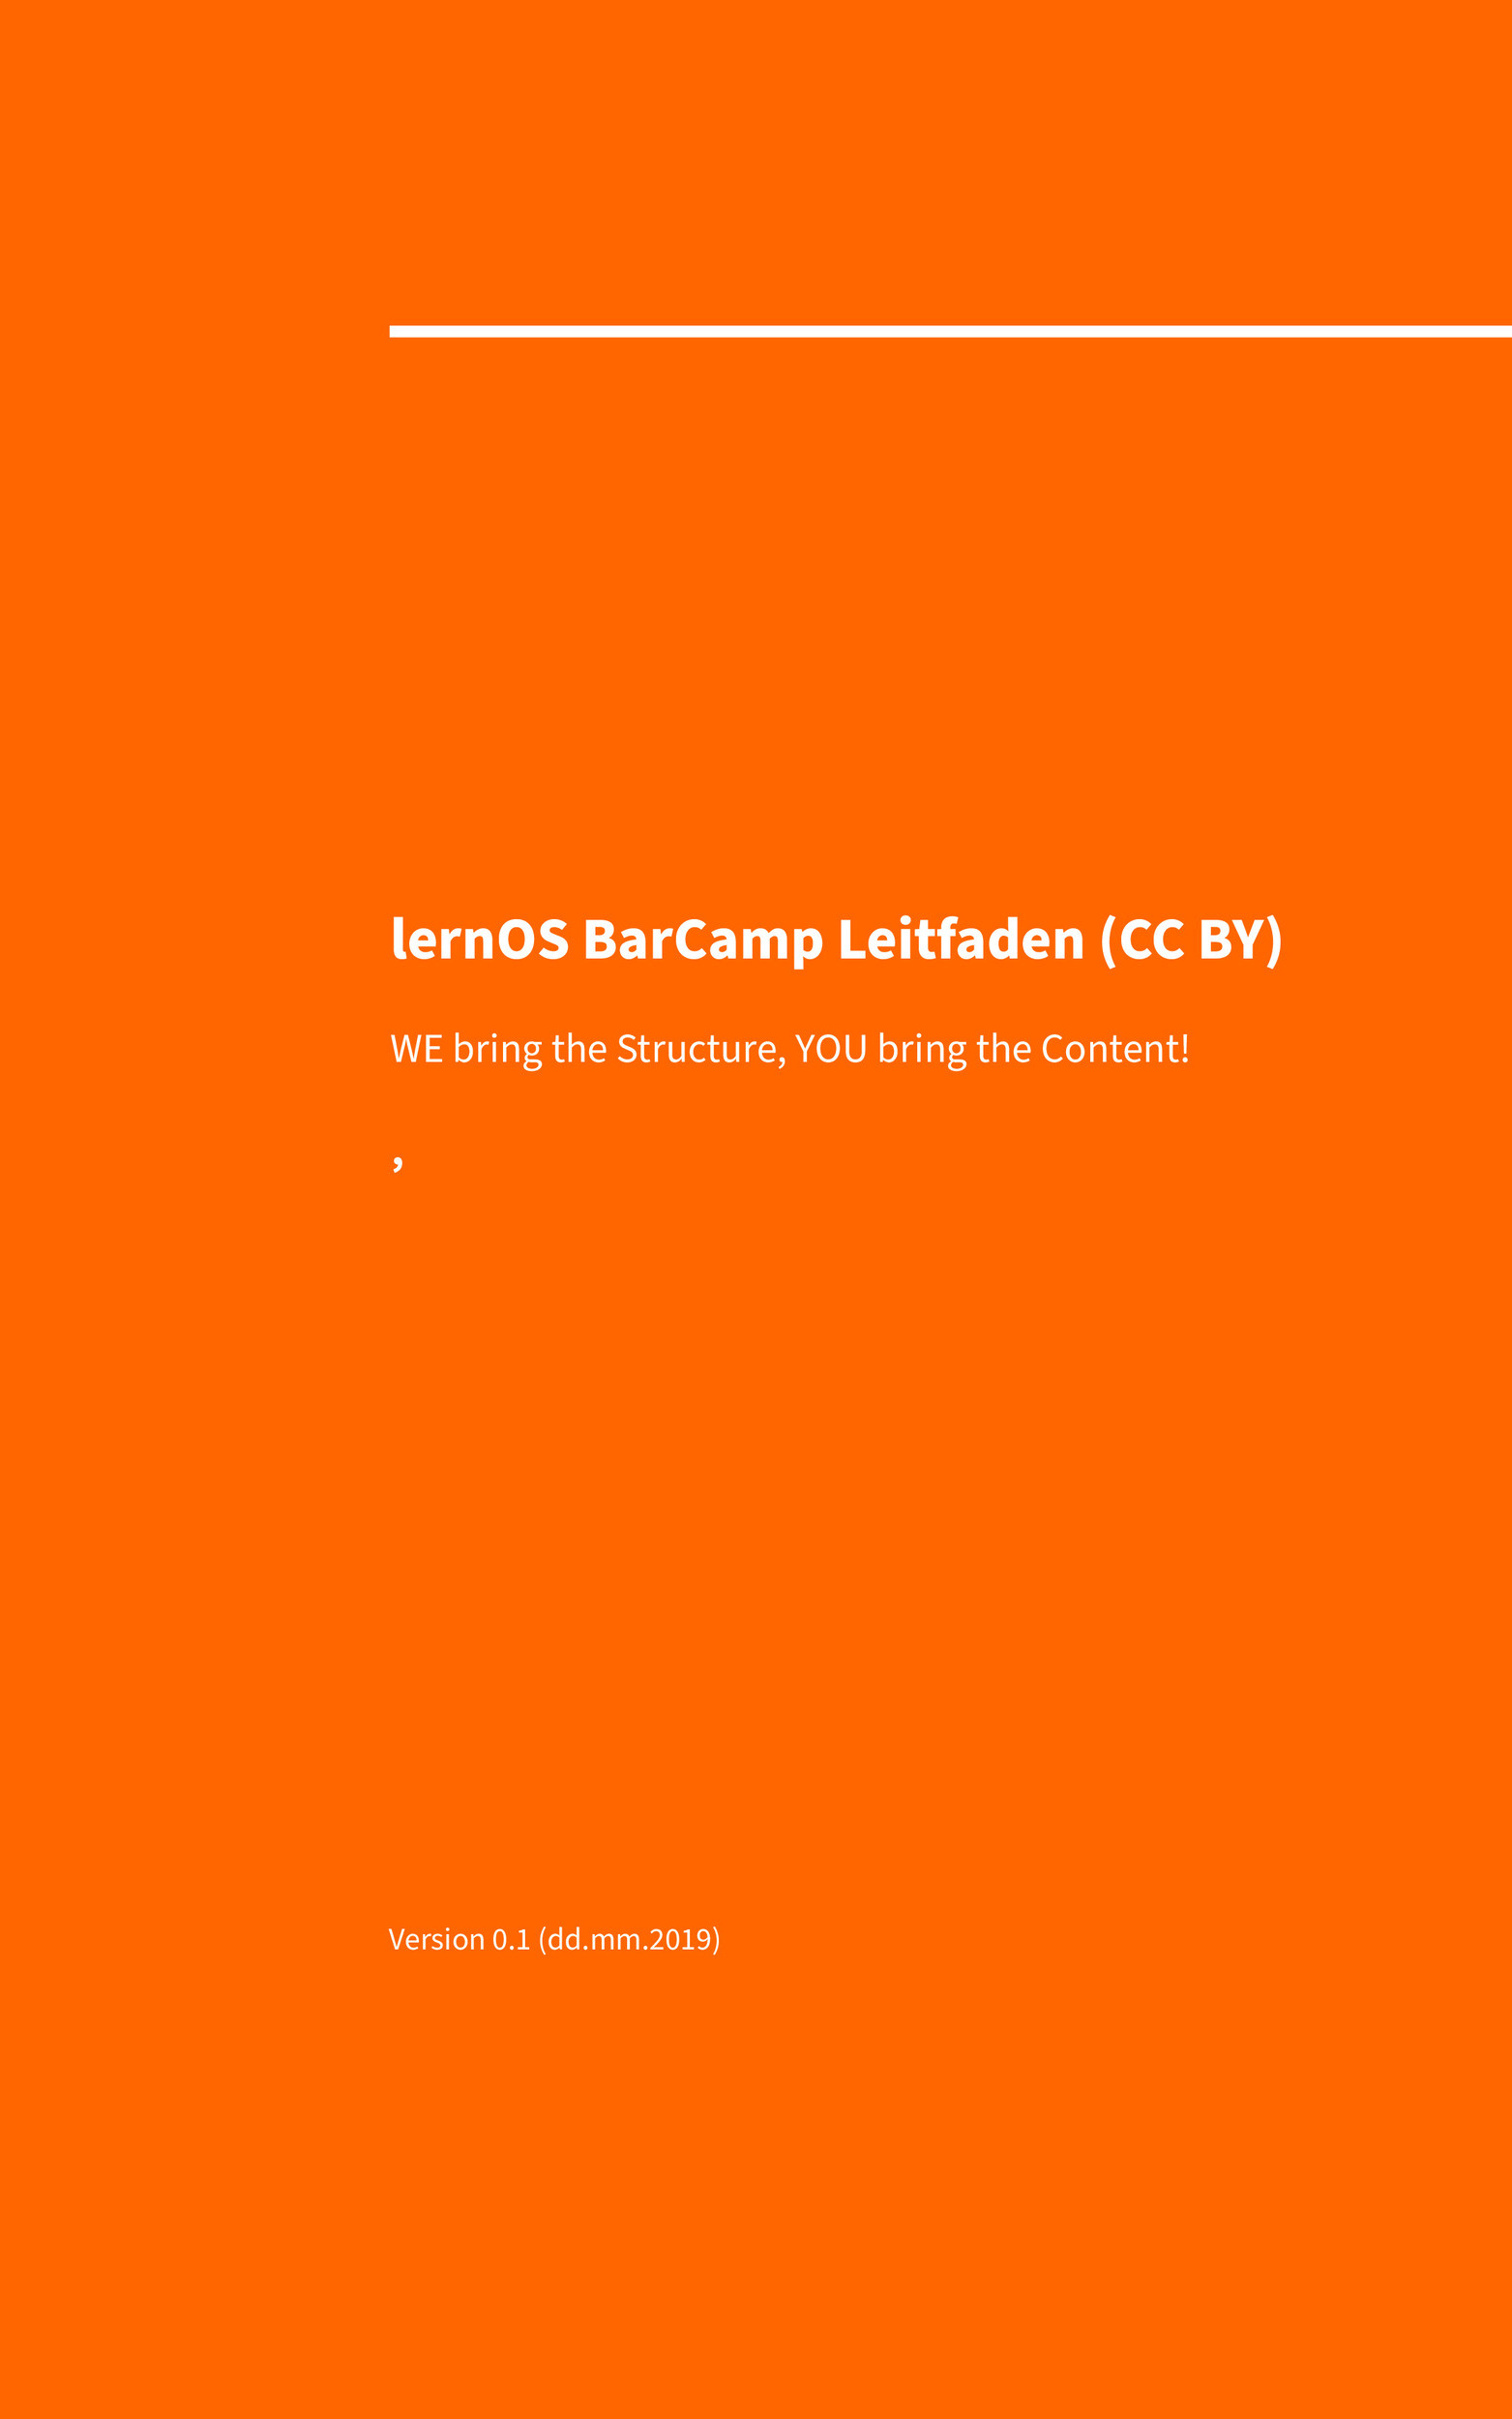 lernOS BarCamp Leitfaden (CC BY)
WE bring the Structure, YOU bring the Content!
,
Version 0.1 (dd.mm.2019)